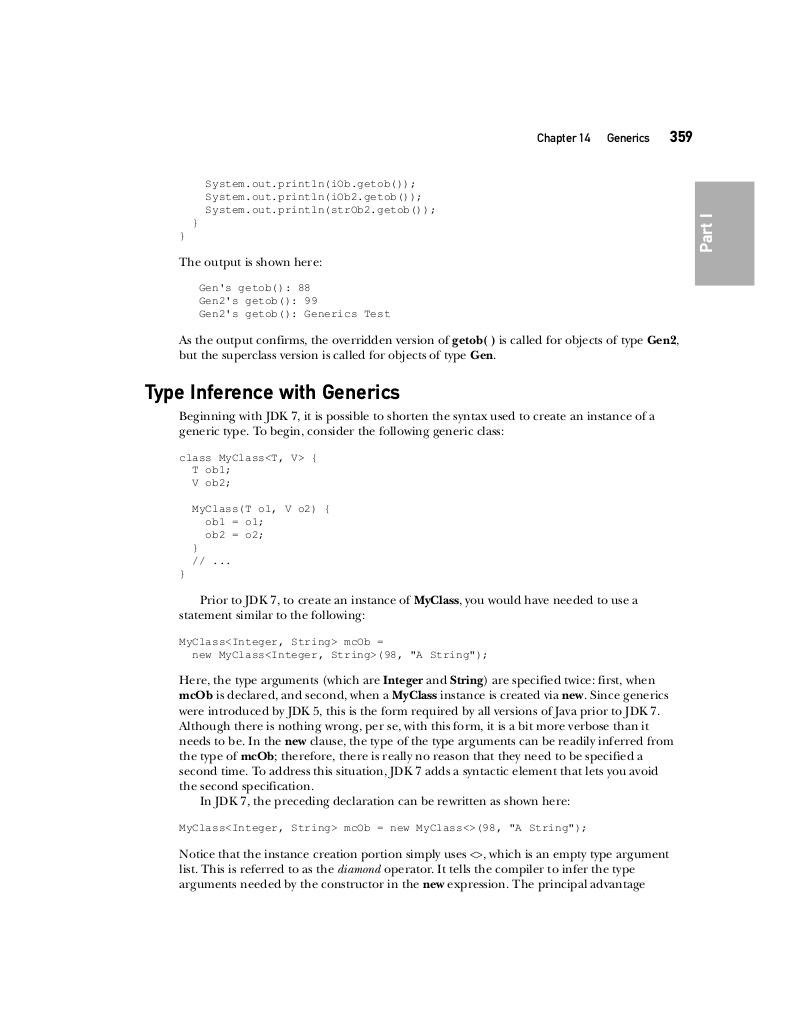 Chapter 14 Generics 359
Part I
System.out.println(iOb.getob());
System.out.println(iOb2.getob());
System.out.println(strOb2.getob());
}
}
The output is shown here:
Gen's getob(): 88
Gen2's getob(): 99
Gen2's getob(): Generics Test
As the output confirms, the overridden version of getob( ) is called for objects of type Gen2,
but the superclass version is called for objects of type Gen.
Type Inference with Generics
Beginning with JDK 7, it is possible to shorten the syntax used to create an instance of a
generic type. To begin, consider the following generic class:
class MyClass<T, V> {
T ob1;
V ob2;
MyClass(T o1, V o2) {
ob1 = o1;
ob2 = o2;
}
// ...
}
Prior to JDK 7, to create an instance of MyClass, you would have needed to use a
statement similar to the following:
MyClass<Integer, String> mcOb =
new MyClass<Integer, String>(98, "A String");
Here, the type arguments (which are Integer and String) are specified twice: first, when
mcOb is declared, and second, when a MyClass instance is created via new. Since generics
were introduced by JDK 5, this is the form required by all versions of Java prior to JDK 7.
Although there is nothing wrong, per se, with this form, it is a bit more verbose than it
needs to be. In the new clause, the type of the type arguments can be readily inferred from
the type of mcOb; therefore, there is really no reason that they need to be specified a
second time. To address this situation, JDK 7 adds a syntactic element that lets you avoid
the second specification.
In JDK 7, the preceding declaration can be rewritten as shown here:
MyClass<Integer, String> mcOb = new MyClass<>(98, "A String");
Notice that the instance creation portion simply uses <>, which is an empty type argument
list. This is referred to as the diamond operator. It tells the compiler to infer the type
arguments needed by the constructor in the new expression. The principal advantage